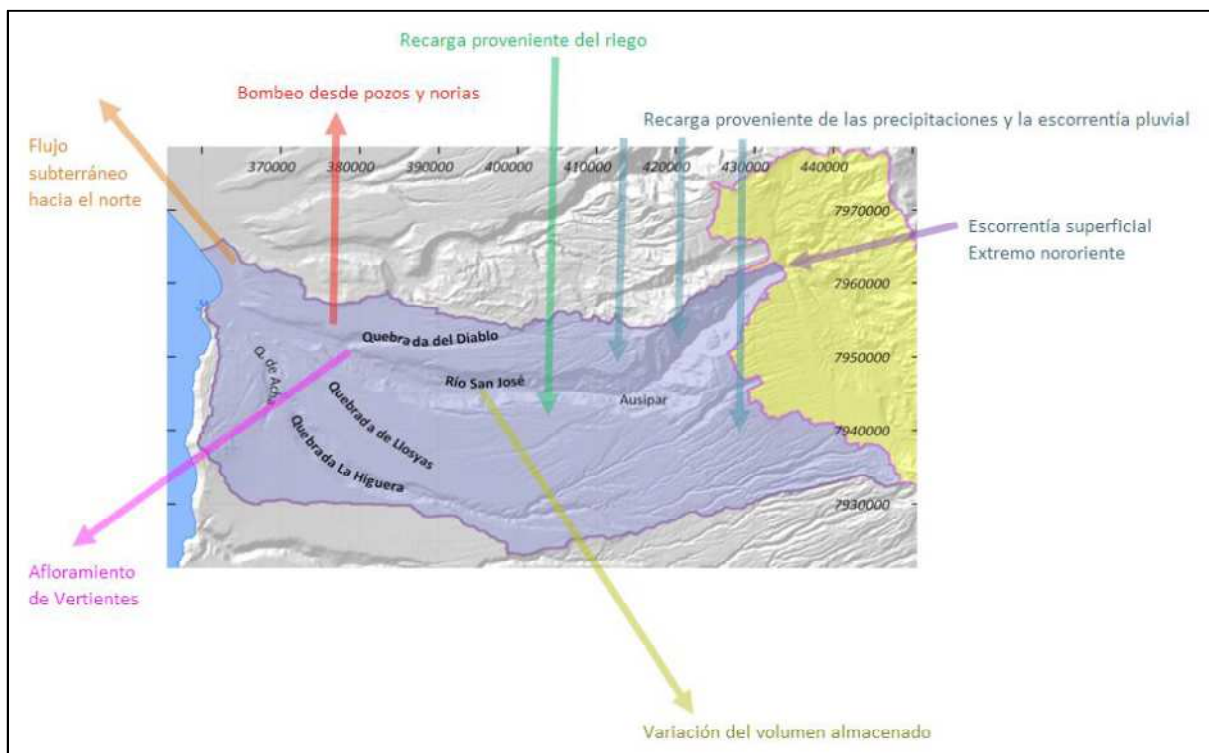 Recarga proveniente del riego
Bombeo desde pozos y norias
Recarga proveniente de las precipitaciones y la escorrentía pluvial
Flujo
subterráneo
hacia el norte
370000 380000 390000 400000 410000 420000 430000 440000
7970000
Escorrentía superficial
Extremo nororiente
7960000
Quebrada del Diablo
7950000
Q. de Acha
Río San José
Ausipar
Quebrada de Llosyas
7940000
Quebrada La Higuera
7930000
Afloramiento
de Vertientes
Variación del volumen almacenado